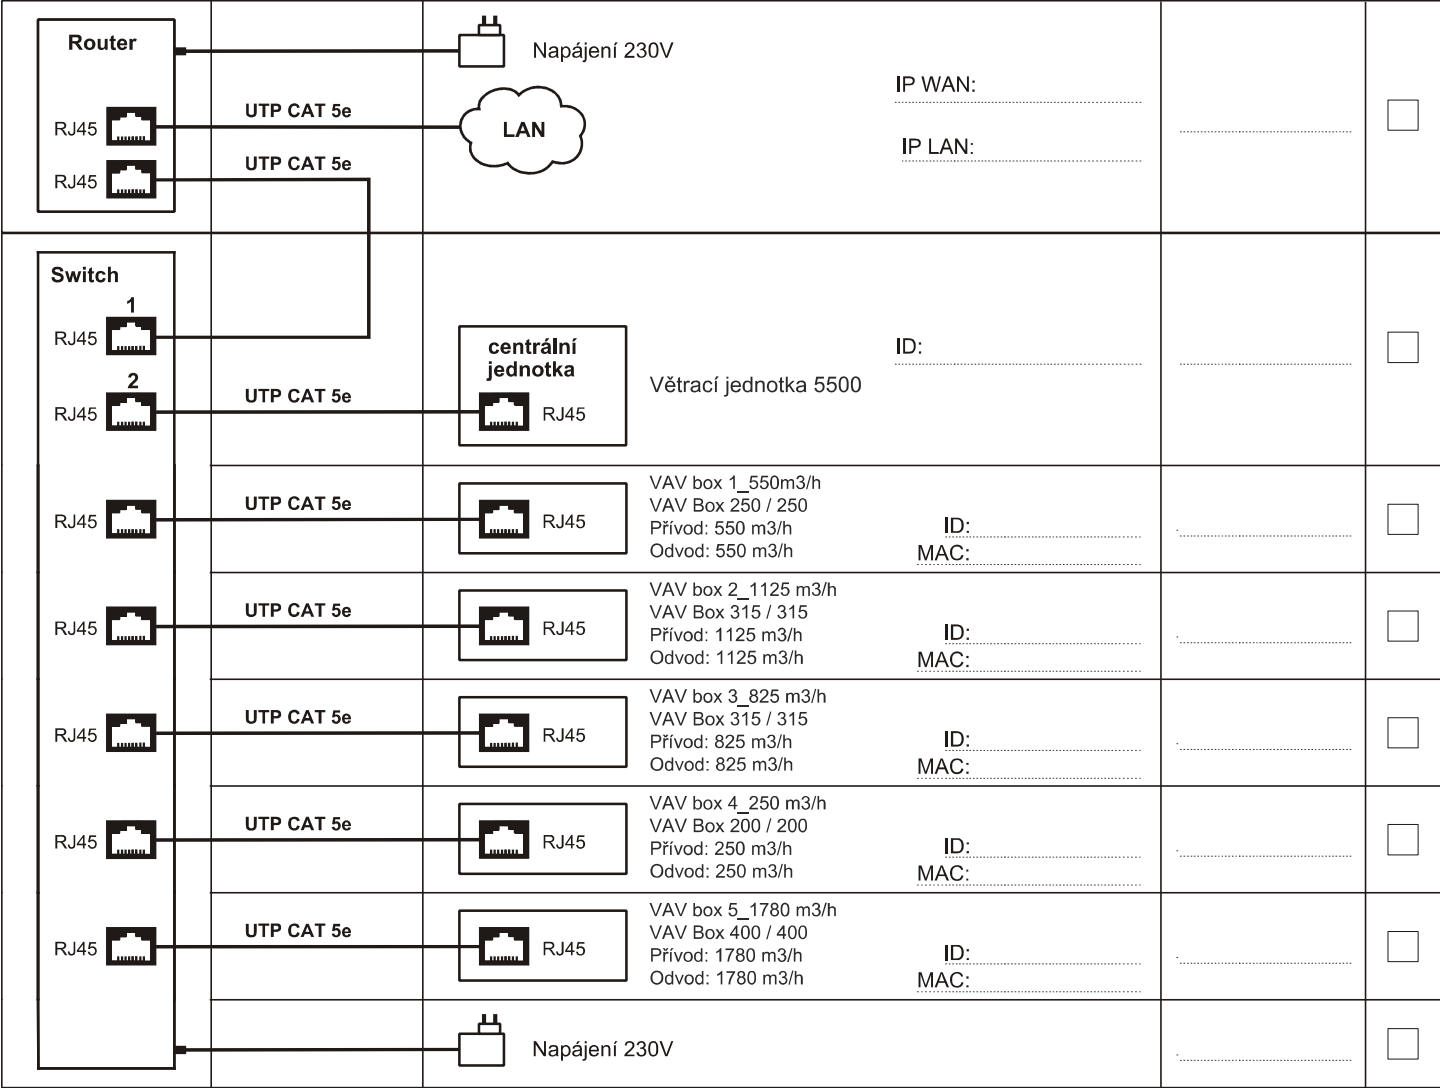 Router
Napájení 230V
IP WAN:
RJ45
UTP CAT 5e
LAN
IP LAN:
RJ45
UTP CAT 5e
Switch
1
RJ45
centrální
jednotka
ID:
2
RJ45
UTP CAT 5e
RJ45
Větrací jednotka 5500
RJ45
UTP CAT 5e
RJ45
VAV box 1_550m3/h
VAV Box 250 / 250
Přívod: 550 m3/h
Odvod: 550 m3/h
ID:
MAC:
RJ45
UTP CAT 5e
RJ45
VAV box 2_1125 m3/h
VAV Box 315 / 315
Přívod: 1125 m3/h
Odvod: 1125 m3/h
ID:
MAC:
RJ45
UTP CAT 5e
RJ45
VAV box 3_825 m3/h
VAV Box 315 / 315
Přívod: 825 m3/h
Odvod: 825 m3/h
ID:
MAC:
RJ45
UTP CAT 5e
RJ45
VAV box 4_250 m3/h
VAV Box 200 / 200
Přívod: 250 m3/h
Odvod: 250 m3/h
ID:
MAC:
RJ45
UTP CAT 5e
RJ45
VAV box 5_1780 m3/h
VAV Box 400 / 400
Přívod: 1780 m3/h
Odvod: 1780 m3/h
ID:
MAC:
Napájení 230V